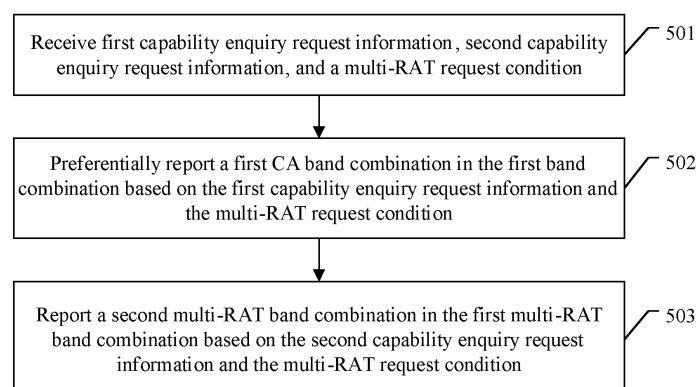 Receive first capability enquiry request information, second capability
enquiry request information, and a multi-RAT request condition
501
Preferentially report a first CA band combination in the first band
combination based on the first capability enquiry request information and
the multi-RAT request condition
502
Report a second multi-RAT band combination in the first multi-RAT
band combination based on the second capability enquiry request
information and the multi-RAT request condition
503